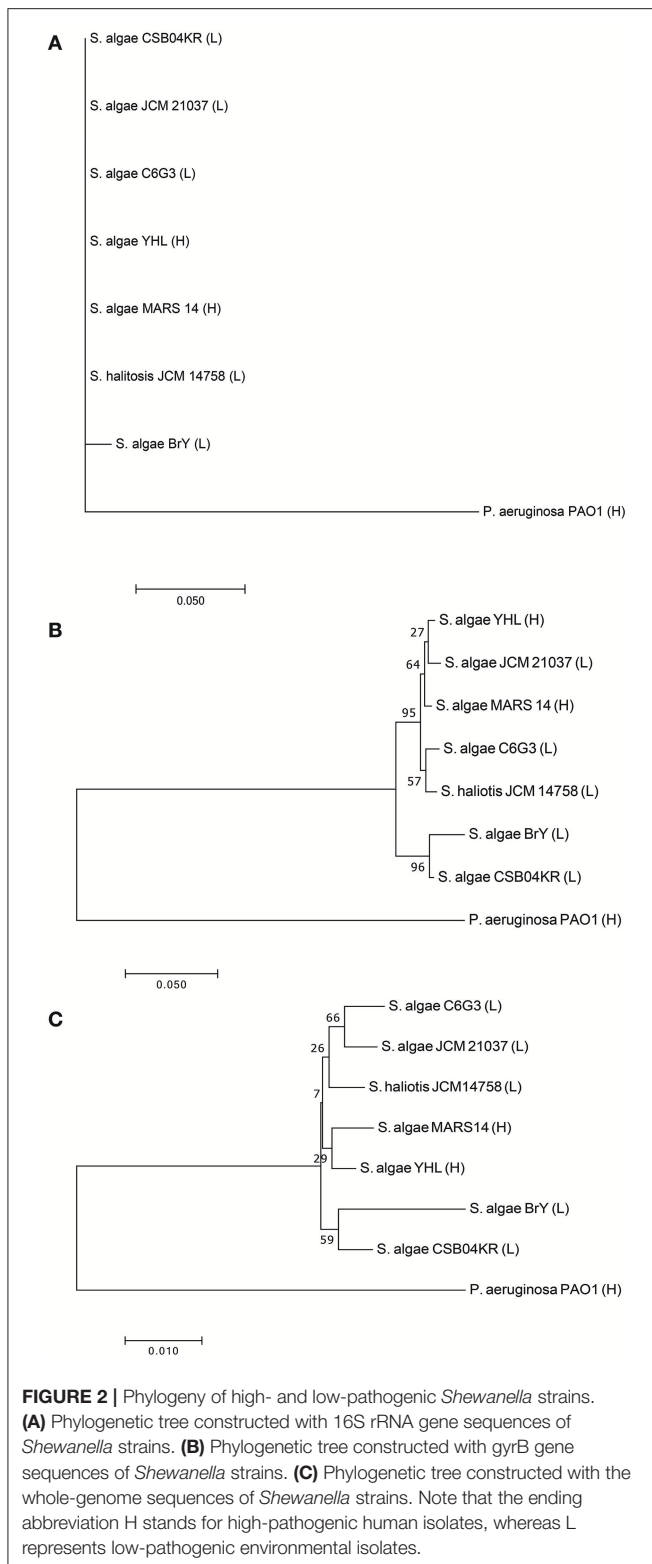 A
S. algae CSB04KR (L)
S. algae JCM 21037 (L)
S. algae C6G3 (L)
S. algae YHL (H)
S. algae MARS 14 (H)
S. halitosis JCM 14758 (L)
S. algae BrY (L)
P. aeruginosa PAO1 (H)
0.050
B
S. algae YHL (H)
27
S. algae JCM 21037 (L)
64
S. algae MARS 14 (H)
95
S. algae C6G3 (L)
57
S. haliotis JCM 14758 (L)
S. algae BrY (L)
96
S. algae CSB04KR (L)
P. aeruginosa PAO1 (H)
0.050
C
S. algae C6G3 (L)
66
S. algae JCM 21037 (L)
26
S. haliotis JCM14758 (L)
7
S. algae MARS14 (H)
29
S. algae YHL (H)
S. algae BrY (L)
59
S. algae CSB04KR (L)
P. aeruginosa PAO1 (H)
0.010
FIGURE 2 | Phylogeny of high- and low-pathogenic Shewanella strains.
(A) Phylogenetic tree constructed with 16S rRNA gene sequences of
Shewanella strains. (B) Phylogenetic tree constructed with gyrB gene
sequences of Shewanella strains. (C) Phylogenetic tree constructed with the
whole-genome sequences of Shewanella strains. Note that the ending
abbreviation H stands for high-pathogenic human isolates, whereas L
represents low-pathogenic environmental isolates.